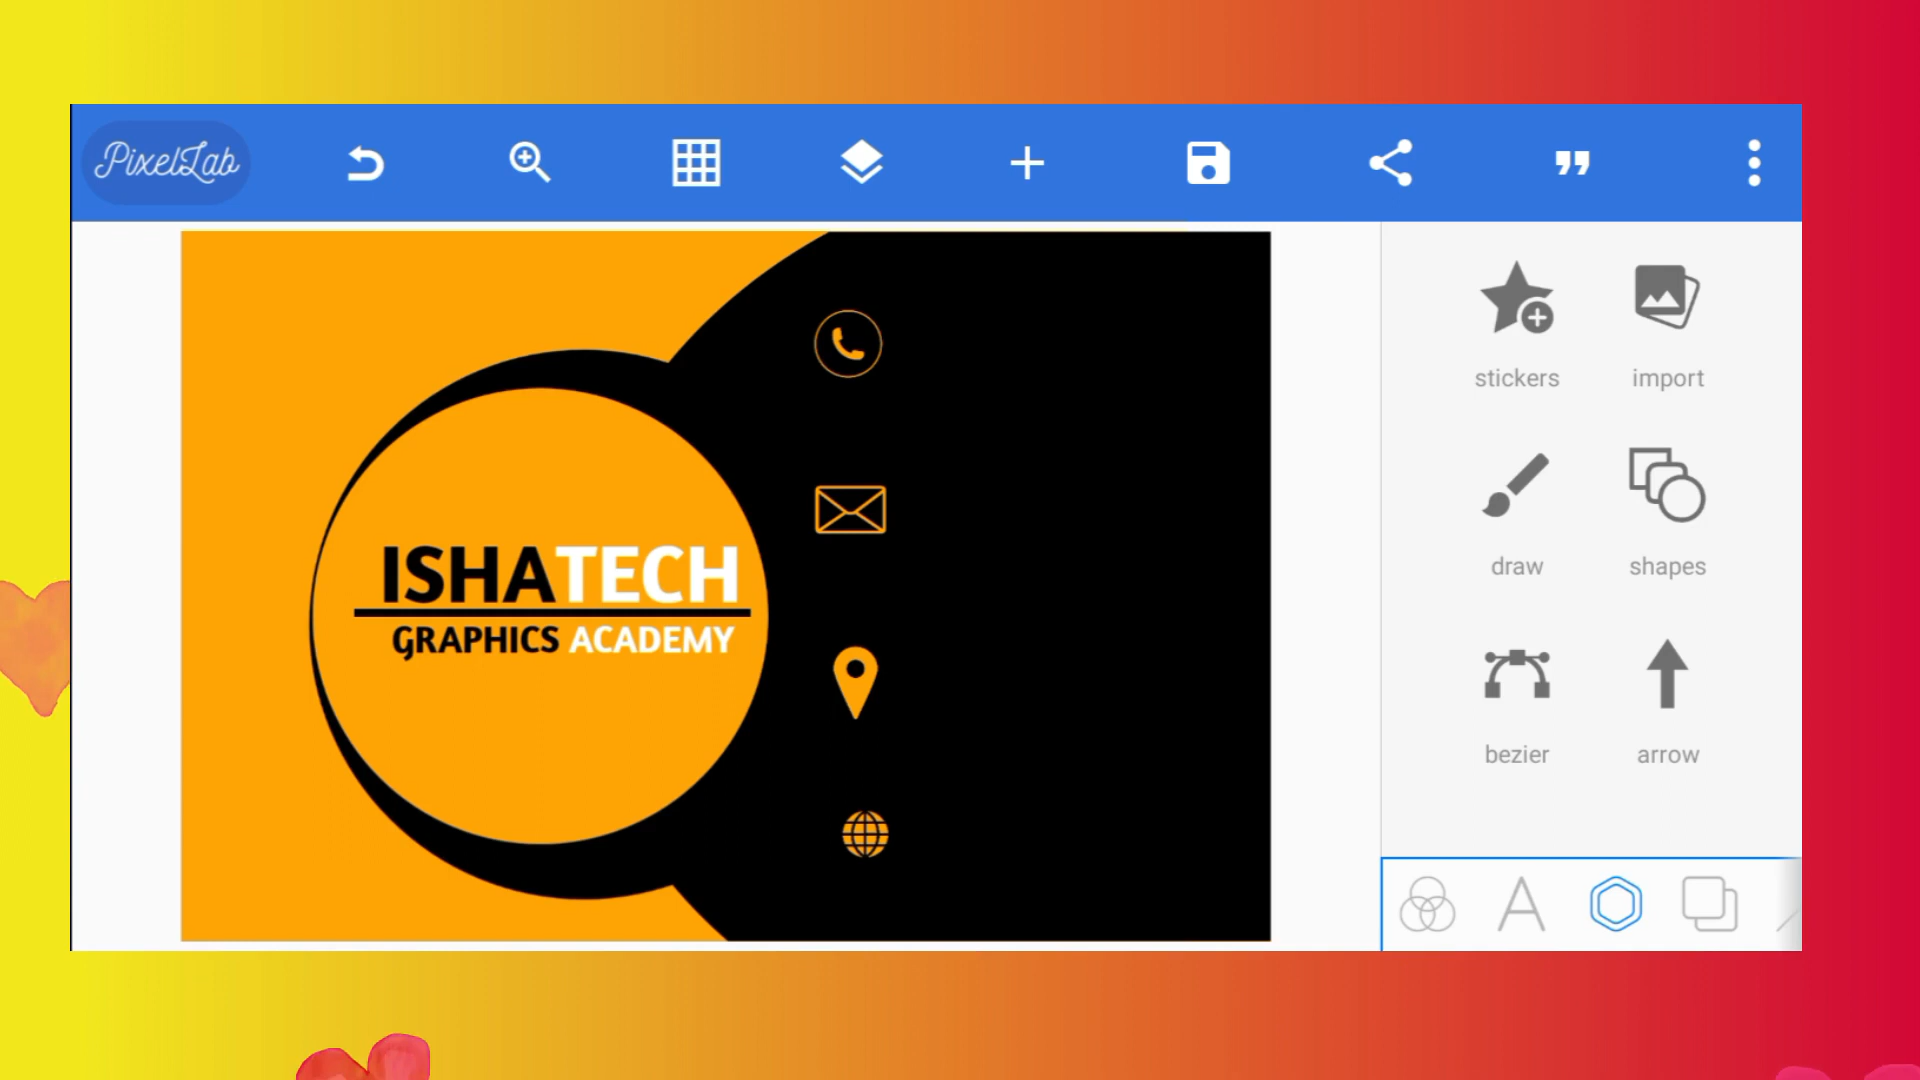 PixelLab
stickers
import
draw
shapes
bezier
arrow
ISHATECH
GRAPHICS ACADEMY